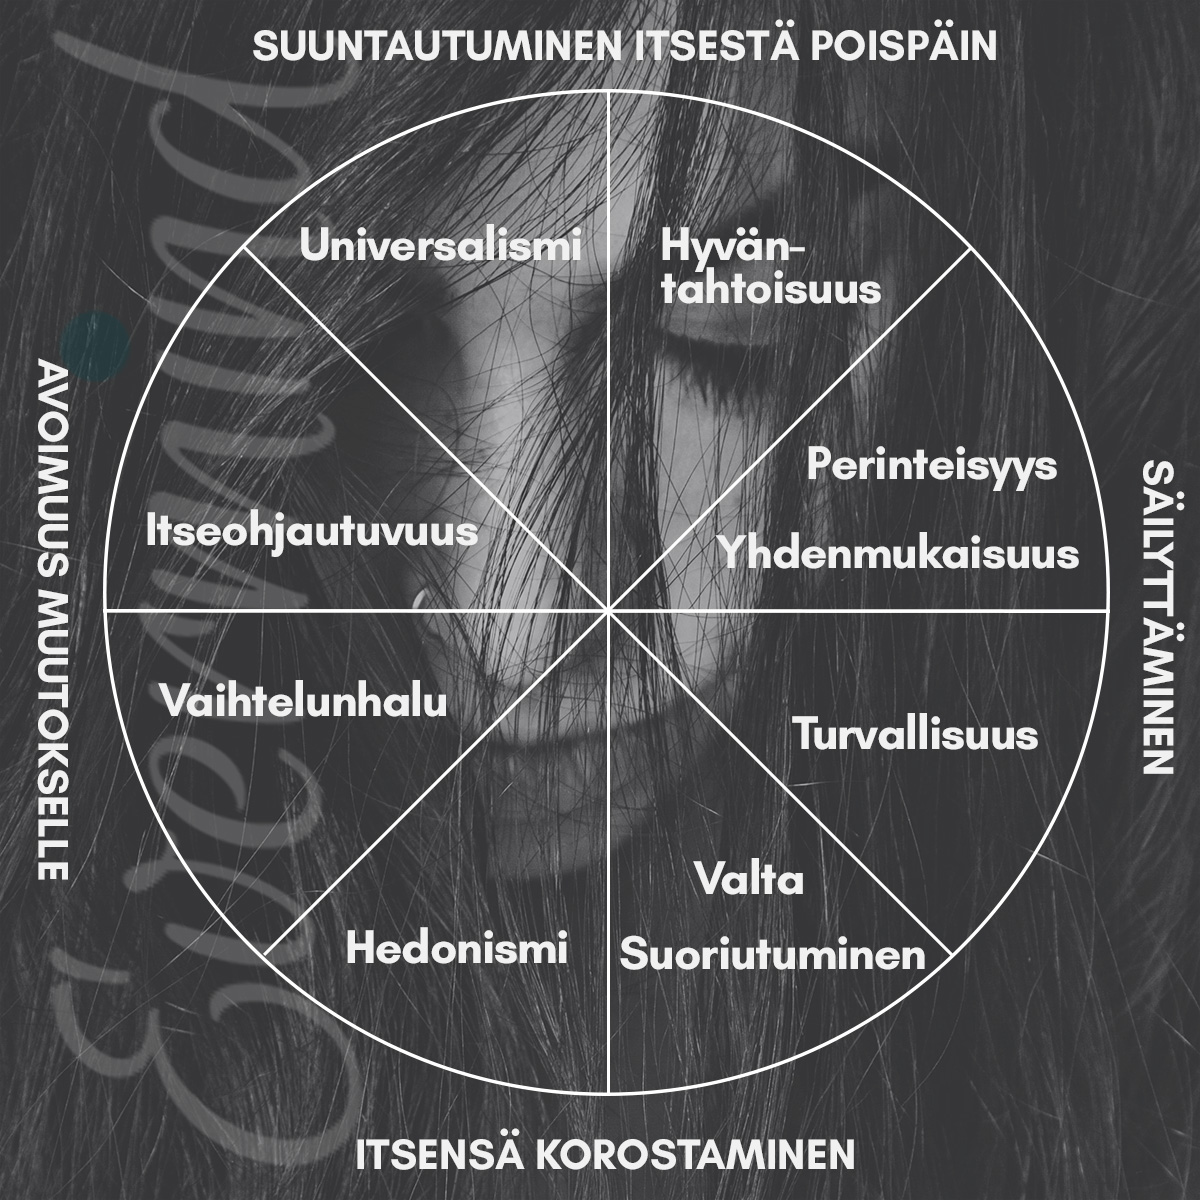 SUUNTAUTUMINEN ITSESTÄ POISPÄIN
Universalismi
Hyvän-
tahtoisuus
Itseohjautuvuus
Perinteisyys
Yhdenmukaisuus
AVOIMUUS MUUTOKSELLE
SÄILYTTÄMINEN
Vaihtelunhalu
Turvallisuus
Hedonismi
Valta
Suoriutuminen
ITSENSÄ KOROSTAMINEN
Evermind